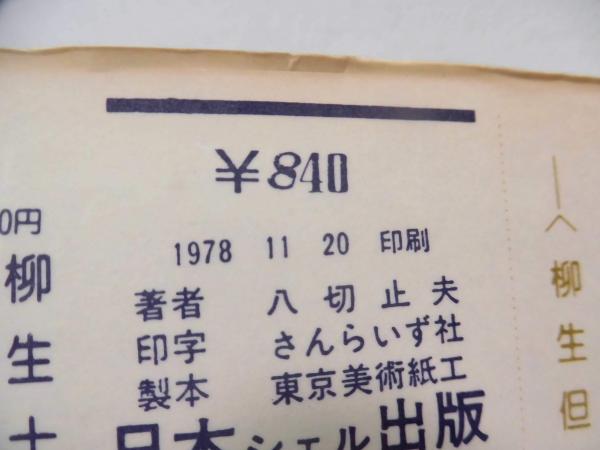 ¥840
1978 11 20 印刷
著者 八切止夫
印字 さんらいず社
製本 東京美術紙工
日本シェル出版
0円
柳生
へ柳生但